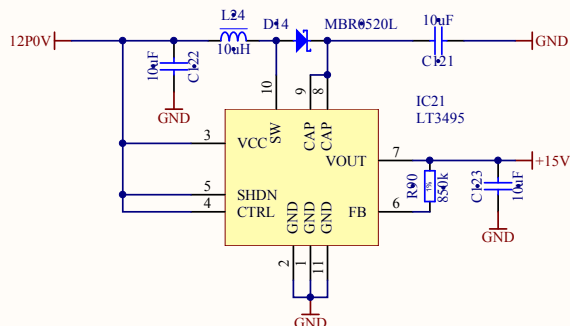 L24
D14
MBR0520L
10uF
12P0V
10uH
GND
10uF
C122
C121
GND
10
9
8
IC21
LT3495
SW
CAP
CAP
3
VCC
VOUT
7
+15V
5
SHDN
4
CTRL
GND
GND
GND
FB
6
R90
1%
850k
C123
10uF
GND
2
1
11
GND